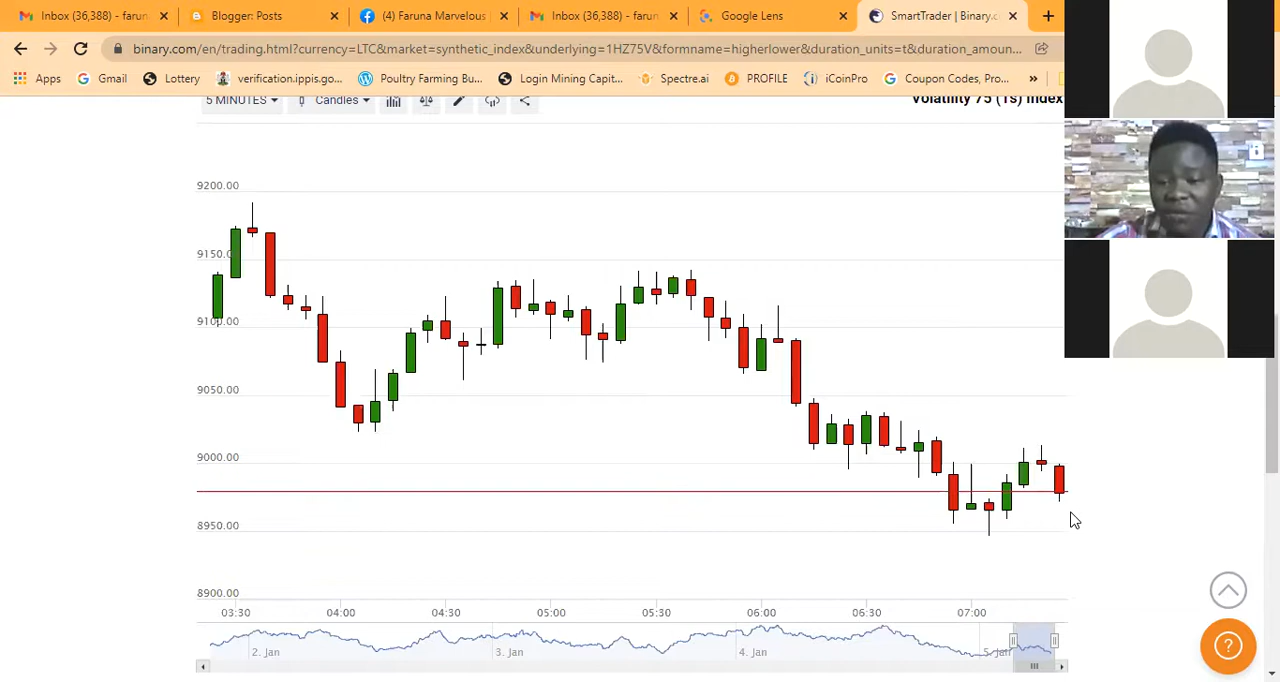 Inbox (36,388) - farun
Blogger: Posts
(4) Faruna Marvelous
Inbox (36,388) - farun
Google Lens
SmartTrader | Binary.c
binary.com/en/trading.html?currency=LTC&market=synthetic_index&underlying=1HZ75V&formname=higherlower&duration_units=t&duration_amoun...
Apps
Gmail
Lottery
verification.ippis.go...
Poultry Farming Bu...
Login Mining Capit...
Spectre.ai
PROFILE
iCoinPro
Coupon Codes, Pro...
»
5 MINUTES
Candles
Volatility 75 (1s) Index
9200.00
9150.
9100.00
9050.00
9000.00
8950.00
8900.00
03:30 04:00 04:30 05:00 05:30 06:00 06:30 07:00
2. Jan 3. Jan 4. Jan 5. Jan